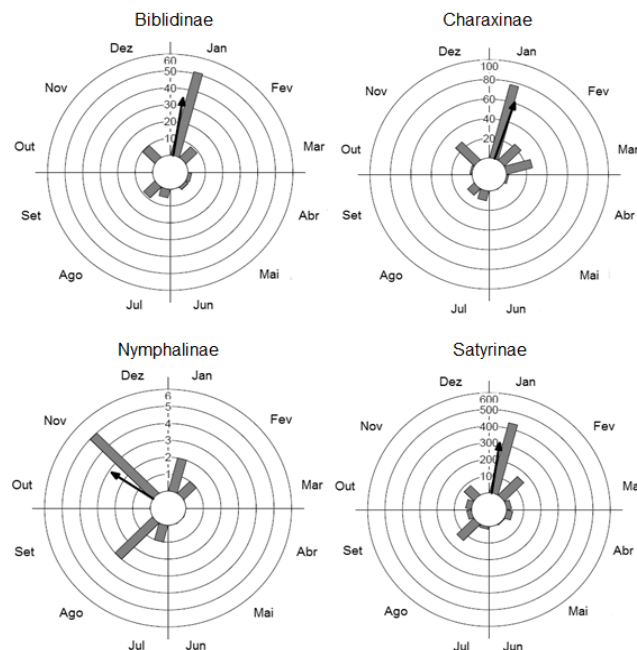 Biblidinae
Dez Jan
Nov Fev
Out Mar
Set Abr
Ago Mai
Jul Jun
60
50
40
30
20
10
Charaxinae
Dez Jan
Nov Fev
Out Mar
Set Abr
Ago Mai
Jul Jun
100
80
60
40
20
Nymphalinae
Dez Jan
Nov Fev
Out Mar
Set Abr
Ago Mai
Jul Jun
6
5
4
3
2
1
Satyrinae
Dez Jan
Nov Fev
Out Ma
Set Abr
Ago Mai
Jul Jun
600
500
400
300
200
100